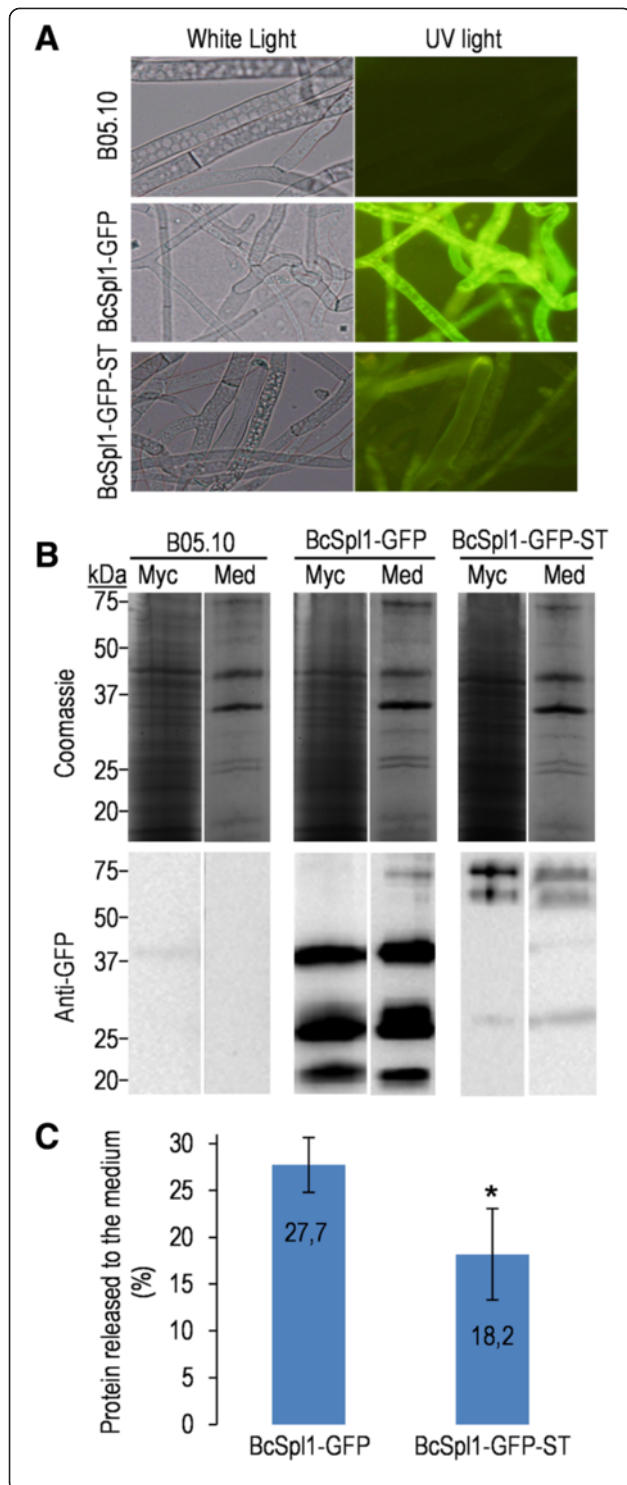 A
White Light UV light
B05.10
BcSpl1-GFP
BcSpl1-GFP-ST
B
B05.10 BcSpl1-GFP BcSpl1-GFP-ST
kDa Myc Med Myc Med Myc Med
75
50
37
25
20
Coomassie
75
50
37
25
20
Anti-GFP
C
Protein released to the medium
(%)
30
25
20
15
10
5
0
27,7
*
18,2
BcSpl1-GFP BcSpl1-GFP-ST